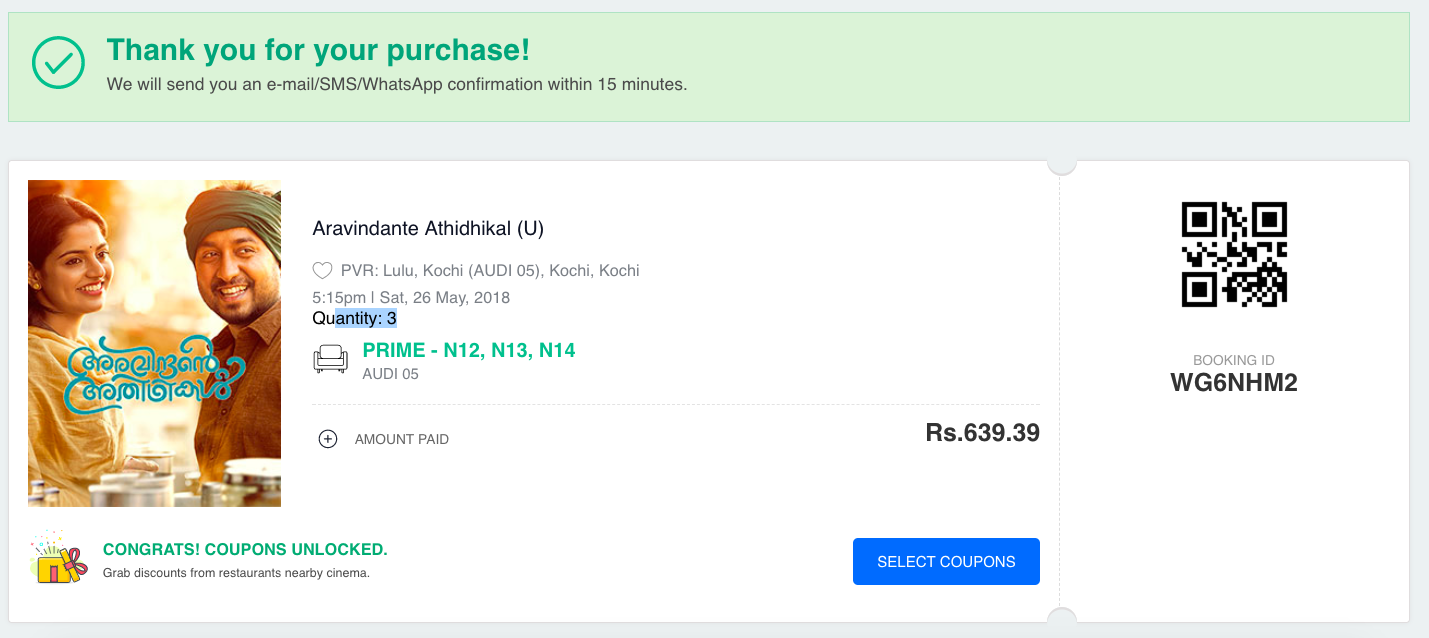 Thank you for your purchase!
We will send you an e-mail/SMS/WhatsApp confirmation within 15 minutes.
അരവിന്ദന്റെ
അതിഥികൾ
Aravindante Athidhikal (U)
PVR: Lulu, Kochi (AUDI 05), Kochi, Kochi
5:15pm | Sat, 26 May, 2018
Quantity: 3
PRIME - N12, N13, N14
AUDI 05
AMOUNT PAID
Rs.639.39
CONGRATS! COUPONS UNLOCKED.
Grab discounts from restaurants nearby cinema.
SELECT COUPONS
BOOKING ID
WG6NHM2